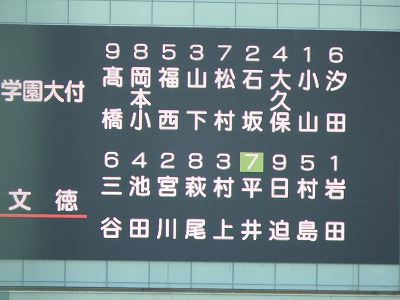 学園大付
9 8 5 3 7 2 4 1 6
髙橋 岡本小 福西 山下 松村 石坂 大久保 小山 汐田
文徳
6 4 2 8 3 7 9 5 1
三谷 池田 宮川 萩尾 村上 平井 日迫 村島 岩田